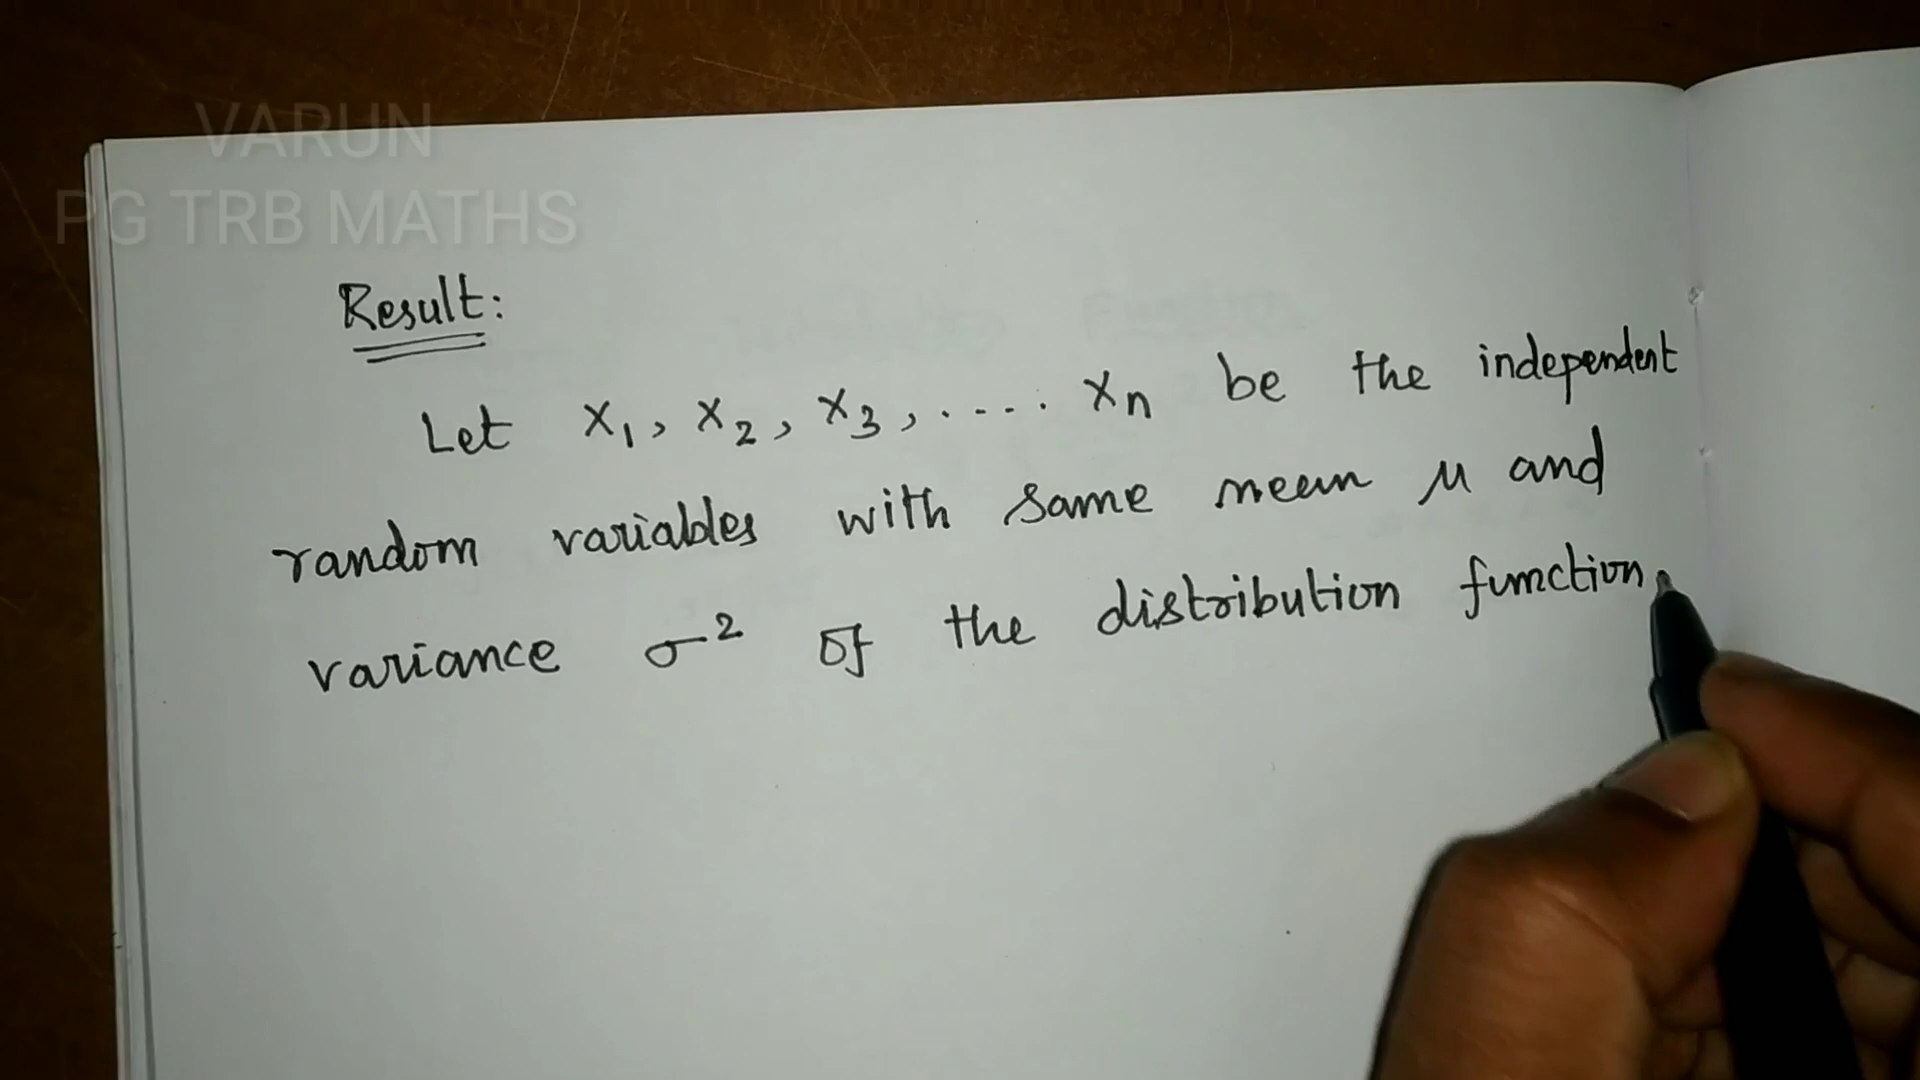 VARUN
PG TRB MATHS
Result:
Let x₁, x₂, x₃, ..... xₙ be the independent
random variables with same mean μ and
variance σ² of the distribution function.